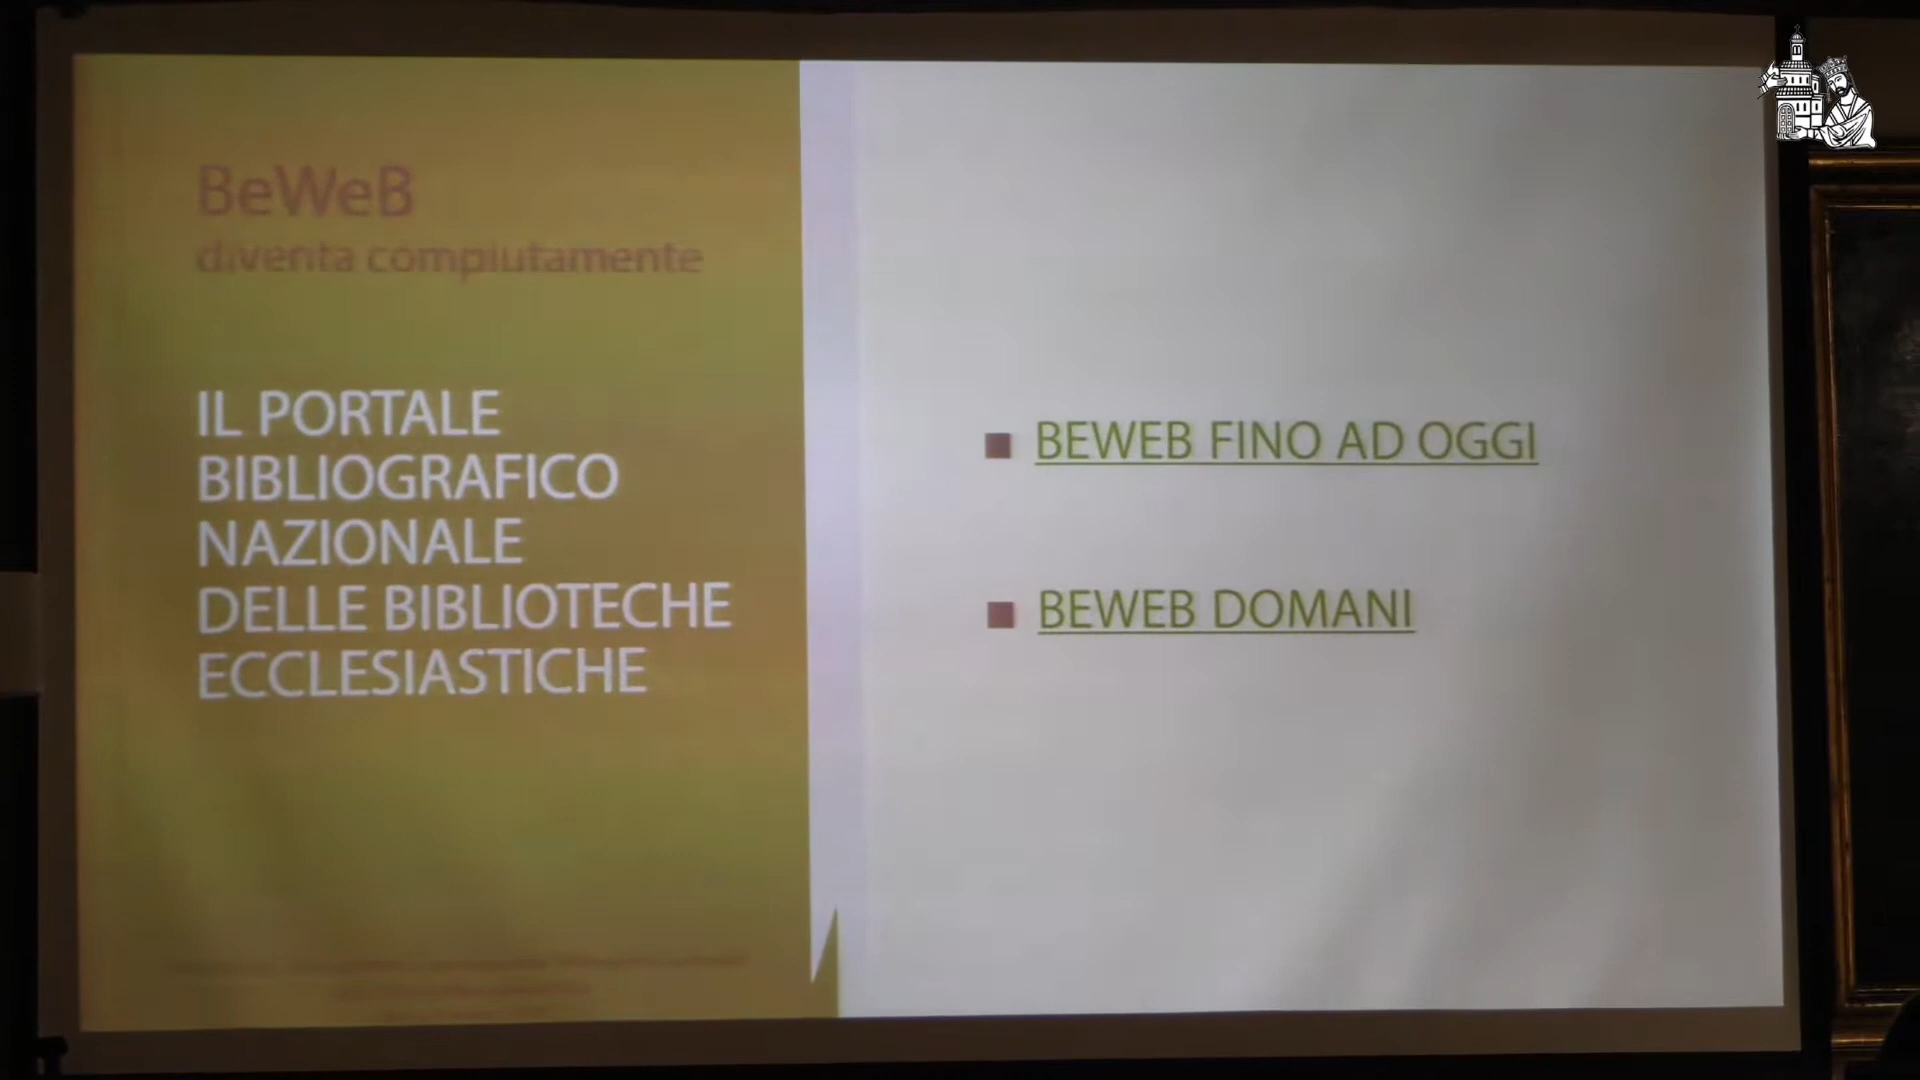 BeWeB
diventa compiutamente
IL PORTALE
BIBLIOGRAFICO
NAZIONALE
DELLE BIBLIOTECHE
ECCLESIASTICHE
BEWEB FINO AD OGGI
BEWEB DOMANI